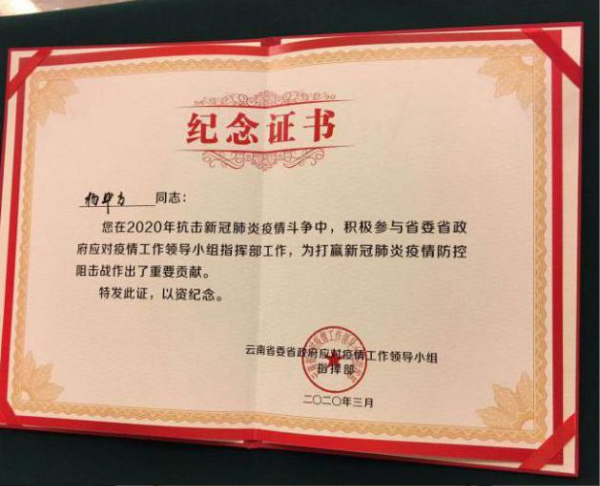 纪念证书
同志：
您在2020年抗击新冠肺炎疫情斗争中，积极参与省委省政
府应对疫情工作领导小组指挥部工作，为打赢新冠肺炎疫情防控
阻击战作出了重要贡献。
特发此证，以资纪念。
云南省委省政府应对疫情工作领导小组
指挥部
二〇二〇年三月